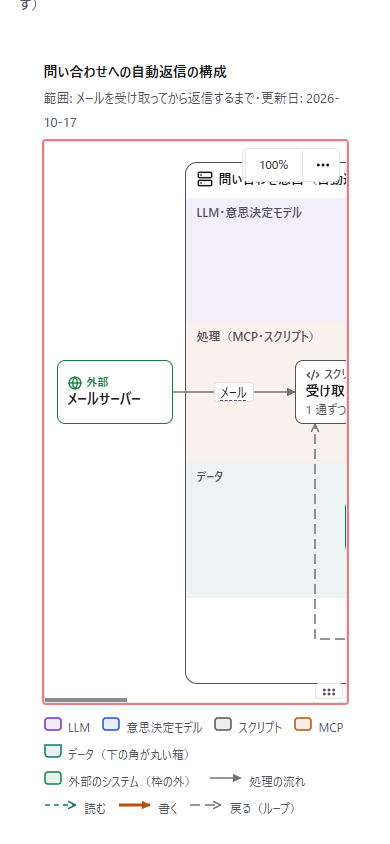 す）
問い合わせへの自動返信の構成
範囲: メールを受け取ってから返信するまで・更新日: 2026-
10-17
100%
LLM・意思決定モデル
処理（MCP・スクリプト）
外部
メールサーバー
メール
スクリ
受け取
1 通ずつ
データ
LLM 意思決定モデル スクリプト MCP
データ（下の角が丸い箱）
外部のシステム（枠の外） 処理の流れ
読む 書く 戻る（ループ）